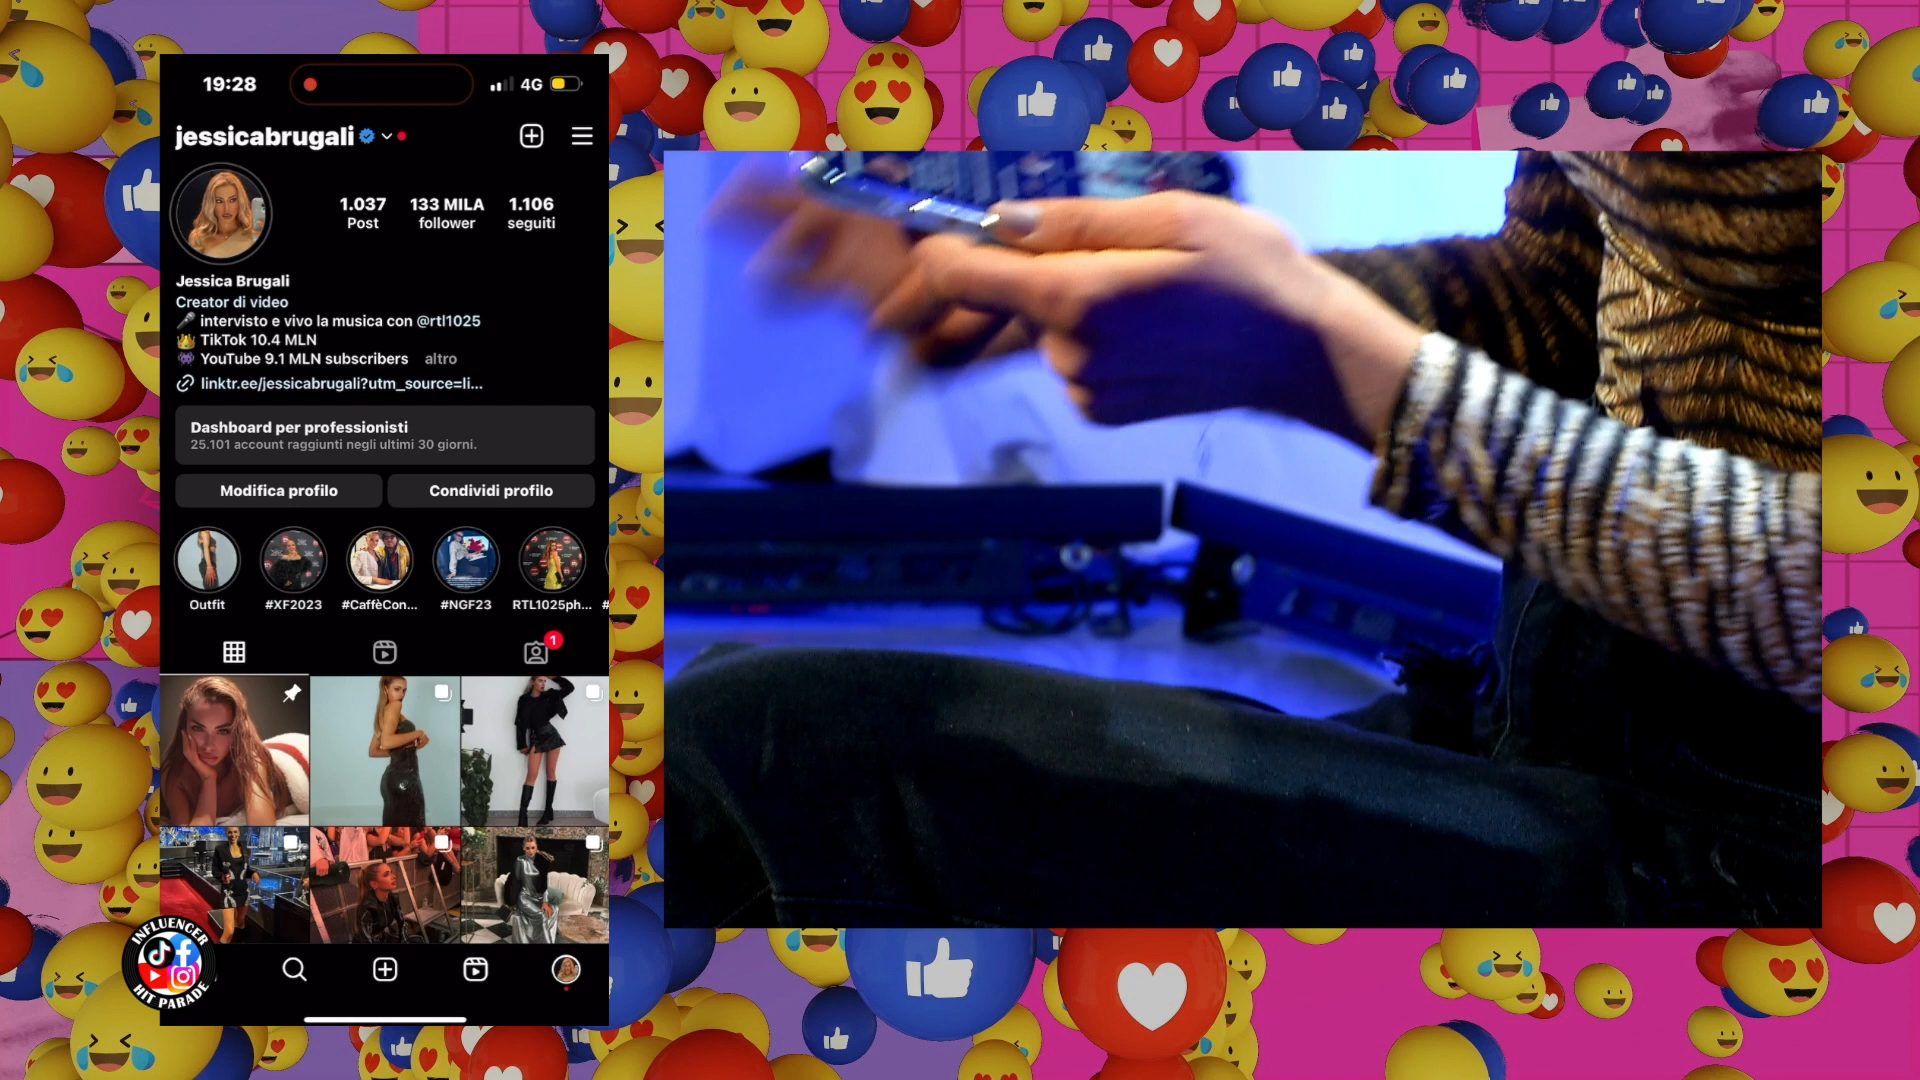 19:28
4G
jessicabrugali
1.037
Post
133 MILA
follower
1.106
seguiti
Jessica Brugali
Creator di video
intervisto e vivo la musica con @rtl1025
TikTok 10.4 MLN
YouTube 9.1 MLN subscribers altro
linktr.ee/jessicabrugali?utm_source=li...
Dashboard per professionisti
25.101 account raggiunti negli ultimi 30 giorni.
Modifica profilo
Condividi profilo
Outfit
#XF2023
#CaffèCon...
#NGF23
RTL1025ph...
#
1
INFLUENCER
HIT PARADE